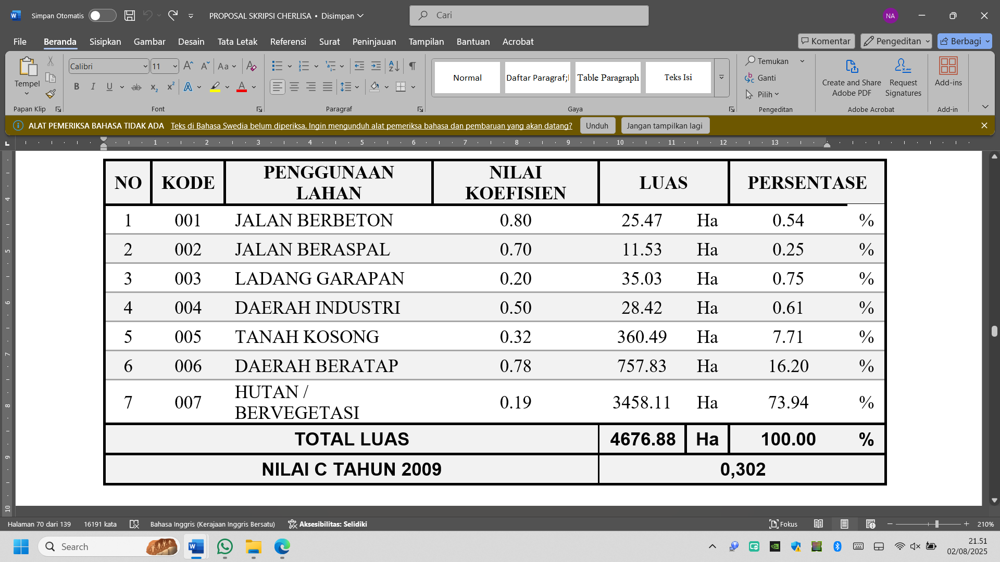 Simpan Otomatis
PROPOSAL SKRIPSI CHERLISA • Disimpan
Cari
NA
File Beranda Sisipkan Gambar Desain Tata Letak Referensi Surat Peninjauan Tampilan Bantuan Acrobat
Komentar Pengeditan Berbagi
Tempel
Papan Klip
Calibri 11
Font
Paragraf
Normal
Daftar Paragraf;
Table Paragraph
Teks Isi
Gaya
Temukan
Ganti
Pilih
Pengeditan
Create and Share
Adobe PDF
Request
Signatures
Adobe Acrobat
Add-ins
Add-in
ALAT PEMERIKSA BAHASA TIDAK ADA Teks di Bahasa Swedia belum diperiksa. Ingin mengunduh alat pemeriksa bahasa dan pembaruan yang akan datang? Unduh Jangan tampilkan lagi
1 2 3 4 5 6 7 8 9 10 11 12 13
4
5
6
7
8
9
10
NO KODE PENGGUNAAN LAHAN NILAI KOEFISIEN LUAS PERSENTASE
1 001 JALAN BERBETON 0.80 25.47 Ha 0.54 %
2 002 JALAN BERASPAL 0.70 11.53 Ha 0.25 %
3 003 LADANG GARAPAN 0.20 35.03 Ha 0.75 %
4 004 DAERAH INDUSTRI 0.50 28.42 Ha 0.61 %
5 005 TANAH KOSONG 0.32 360.49 Ha 7.71 %
6 006 DAERAH BERATAP 0.78 757.83 Ha 16.20 %
7 007 HUTAN / BERVEGETASI 0.19 3458.11 Ha 73.94 %
TOTAL LUAS 4676.88 Ha 100.00 %
NILAI C TAHUN 2009 0,302
Halaman 70 dari 139 16191 kata Bahasa Inggris (Kerajaan Inggris Bersatu) Aksesibilitas: Selidiki Fokus 210%
Search
21.51
02/08/2025